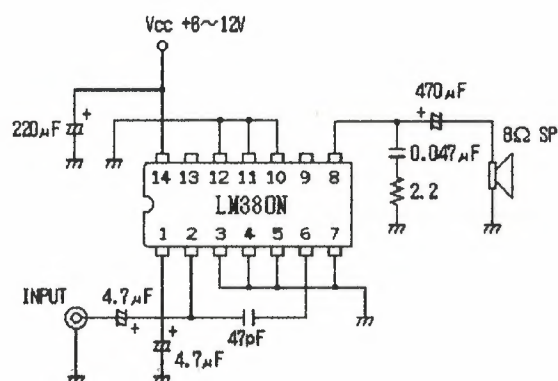 Vcc +6～12V
470μF
220μF
8Ω SP
0.047μF
2.2
14 13 12 11 10 9 8
LM380N
1 2 3 4 5 6 7
INPUT
4.7μF
47pF
4.7μF
+
+
+
+